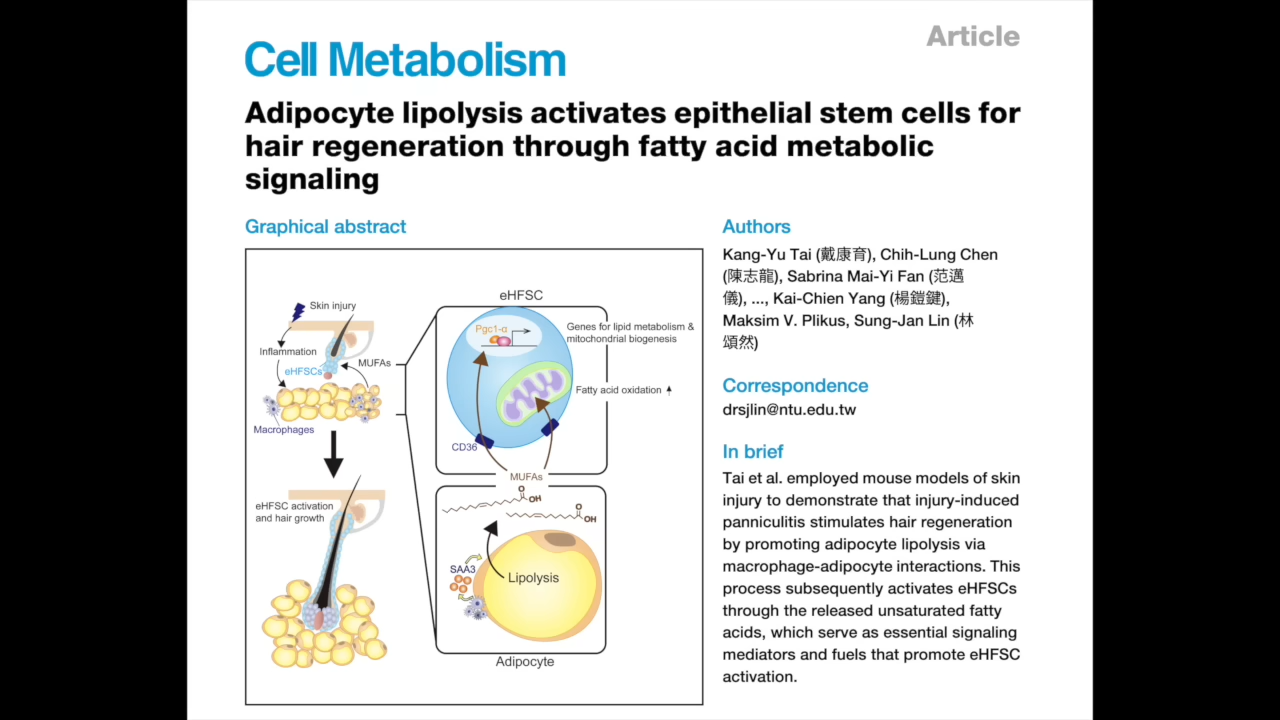 Article
Cell Metabolism
Adipocyte lipolysis activates epithelial stem cells for
hair regeneration through fatty acid metabolic
signaling
Graphical abstract
Skin injury
Inflammation
eHFSCs
MUFAs
Macrophages
eHFSC activation
and hair growth
eHFSC
Pgc1-α
Genes for lipid metabolism &
mitochondrial biogenesis
Fatty acid oxidation
CD36
MUFAs
O
OH
O
OH
SAA3
Lipolysis
Adipocyte
Authors
Kang-Yu Tai (戴康育), Chih-Lung Chen
(陳志龍), Sabrina Mai-Yi Fan (范邁
儀), ..., Kai-Chien Yang (楊鎧鍵),
Maksim V. Plikus, Sung-Jan Lin (林
頌然)
Correspondence
drsjlin@ntu.edu.tw
In brief
Tai et al. employed mouse models of skin
injury to demonstrate that injury-induced
panniculitis stimulates hair regeneration
by promoting adipocyte lipolysis via
macrophage-adipocyte interactions. This
process subsequently activates eHFSCs
through the released unsaturated fatty
acids, which serve as essential signaling
mediators and fuels that promote eHFSC
activation.